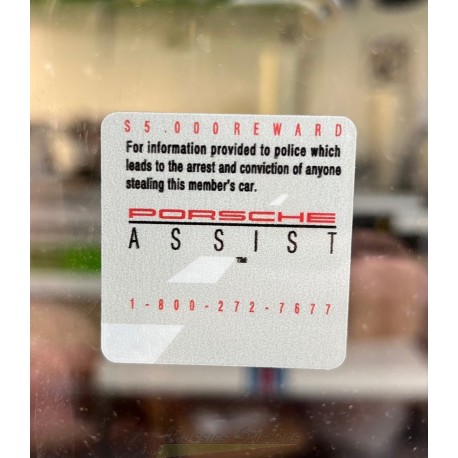 $5.000 REWARD
For information provided to police which
leads to the arrest and conviction of anyone
stealing this member's car.
PORSCHE
ASSIST
TM
1-800-272-7677